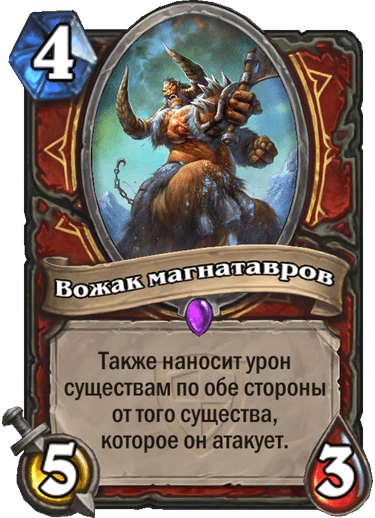 4
Вожак магнатавров
Также наносит урон
существам по обе стороны
от того существа,
которое он атакует.
5
3